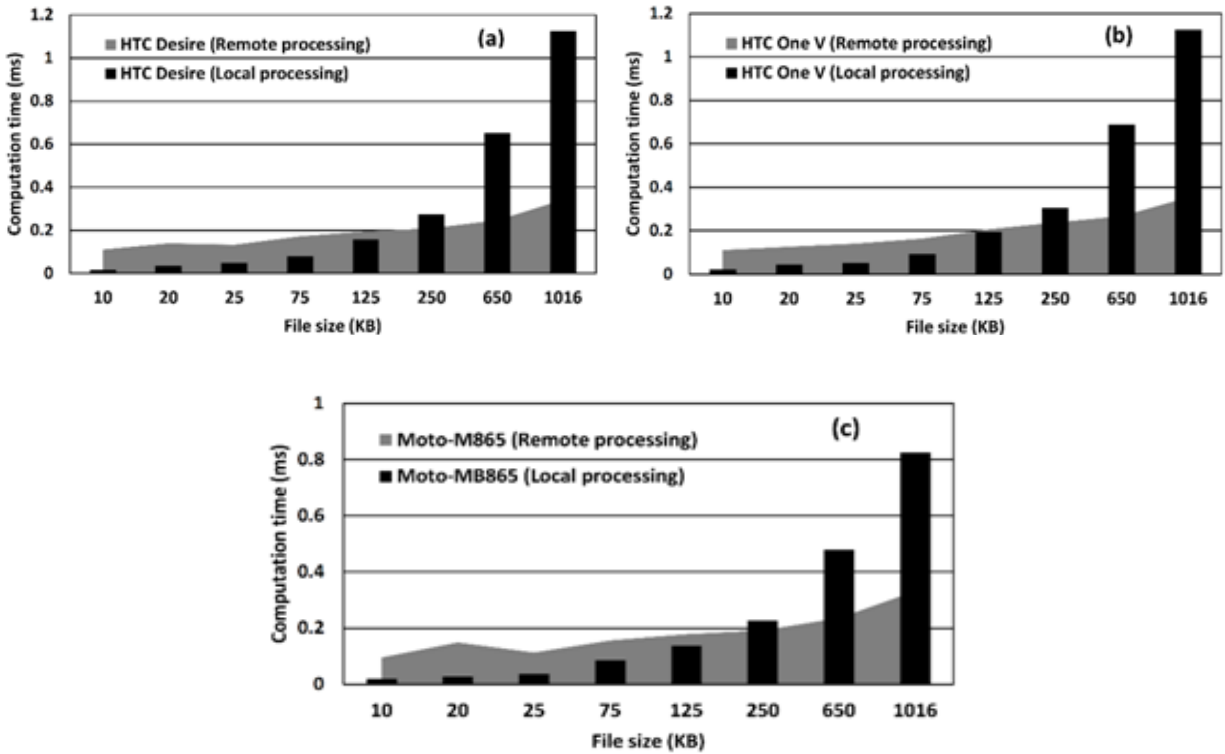 1.2
1
0.8
0.6
0.4
0.2
0
Computation time (ms)
HTC Desire (Remote processing)
HTC Desire (Local processing)
(a)
10 20 25 75 125 250 650 1016
File size (KB)
1.2
1
0.8
0.6
0.4
0.2
0
Computation time (ms)
HTC One V (Remote processing)
HTC One V (Local processing)
(b)
10 20 25 75 125 250 650 1016
File size (KB)
1
0.8
0.6
0.4
0.2
0
Computation time (ms)
Moto-M865 (Remote processing)
Moto-MB865 (Local processing)
(c)
10 20 25 75 125 250 650 1016
File size (KB)